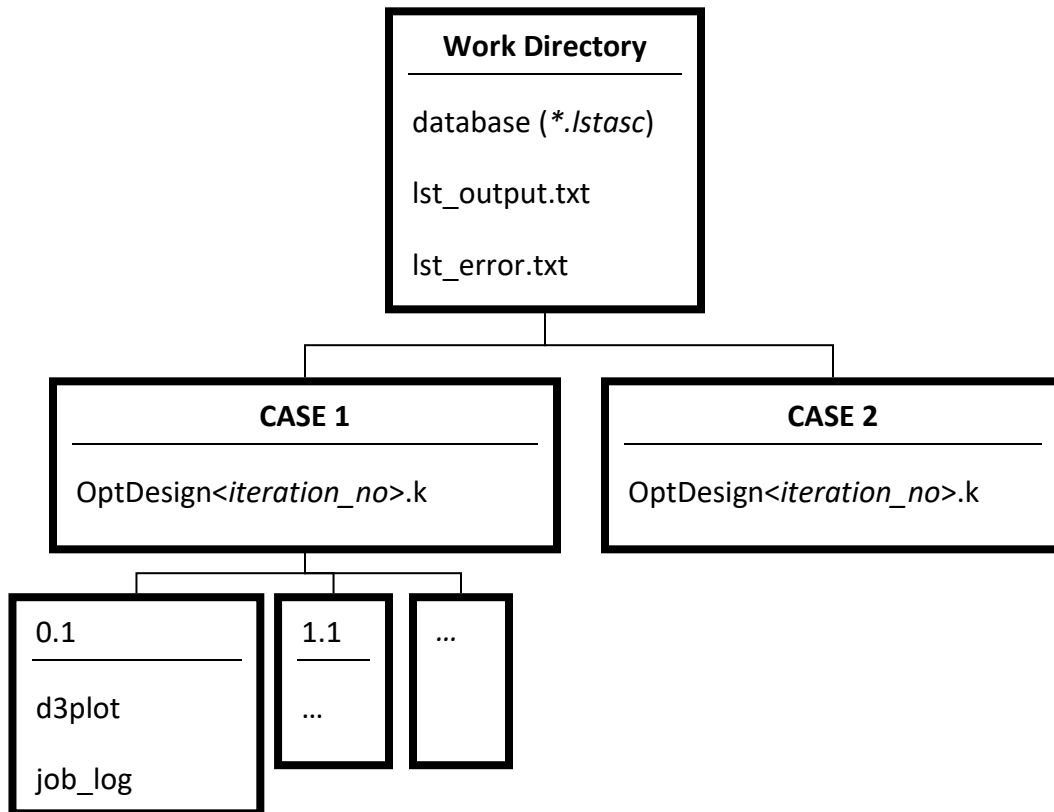 Work Directory
database (*.lstasc)
lst_output.txt
lst_error.txt
CASE 1
OptDesign<iteration_no>.k
CASE 2
OptDesign<iteration_no>.k
0.1
d3plot
job_log
1.1
...
...